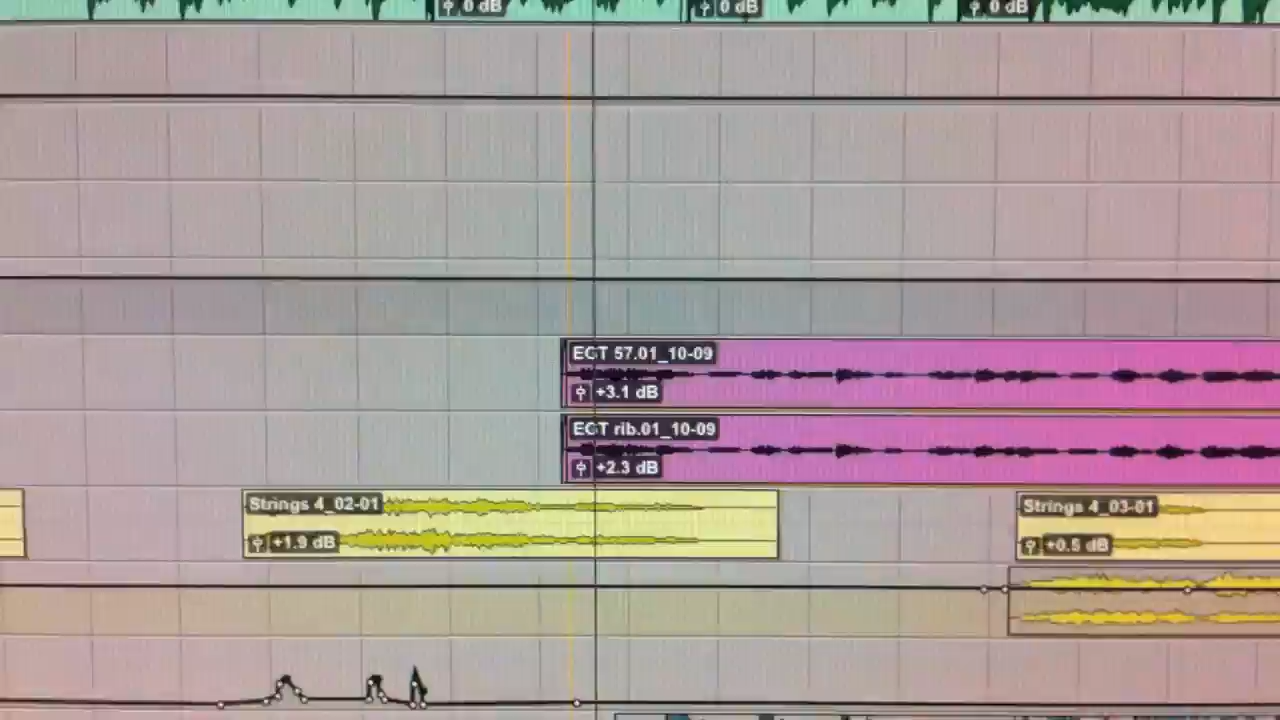 0 dB
0 dB
0 dB
ECT 57.01_10-09
+3.1 dB
ECT rib.01_10-09
+2.3 dB
Strings 4_02-01
Strings 4_03-01
+1.9 dB
+0.5 dB